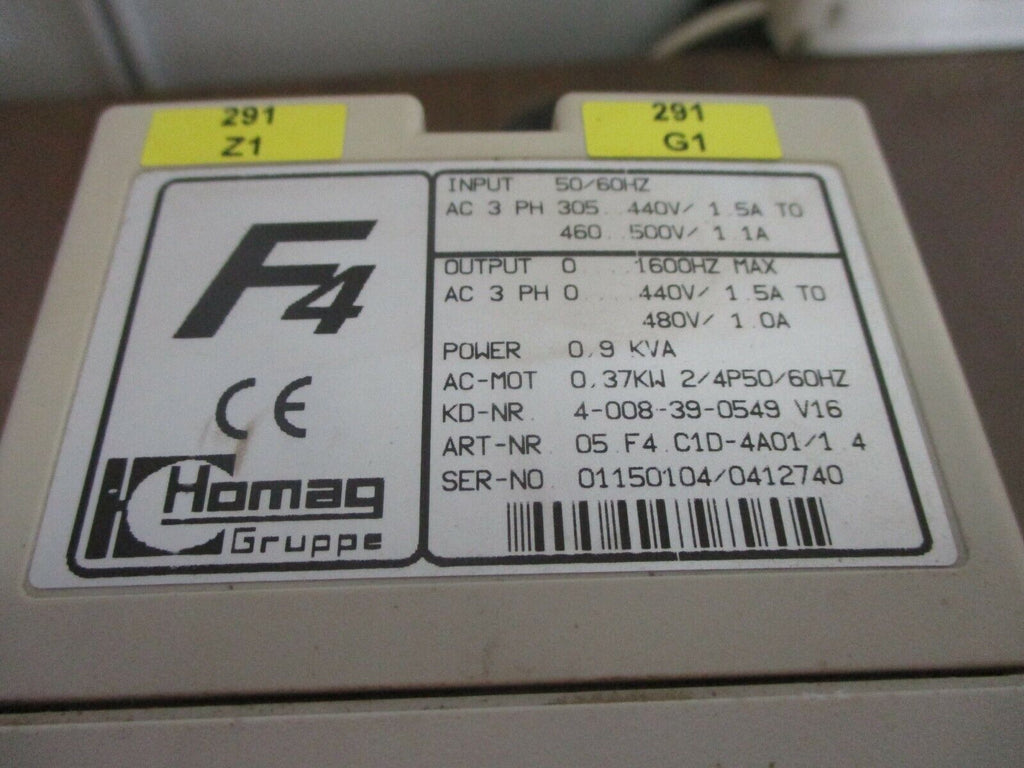 291
Z1
291
G1
F4
CE
Homag
Gruppe
INPUT 50/60HZ
AC 3 PH 305...440V/ 1.5A TO
460...500V/ 1.1A
OUTPUT 0....1600HZ MAX
AC 3 PH 0....440V/ 1.5A TO
480V/ 1.0A
POWER 0,9 KVA
AC-MOT 0,37KW 2/4P50/60HZ
KD-NR. 4-008-39-0549 V16
ART-NR. 05.F4.C1D-4A01/1.4
SER-NO. 01150104/0412740